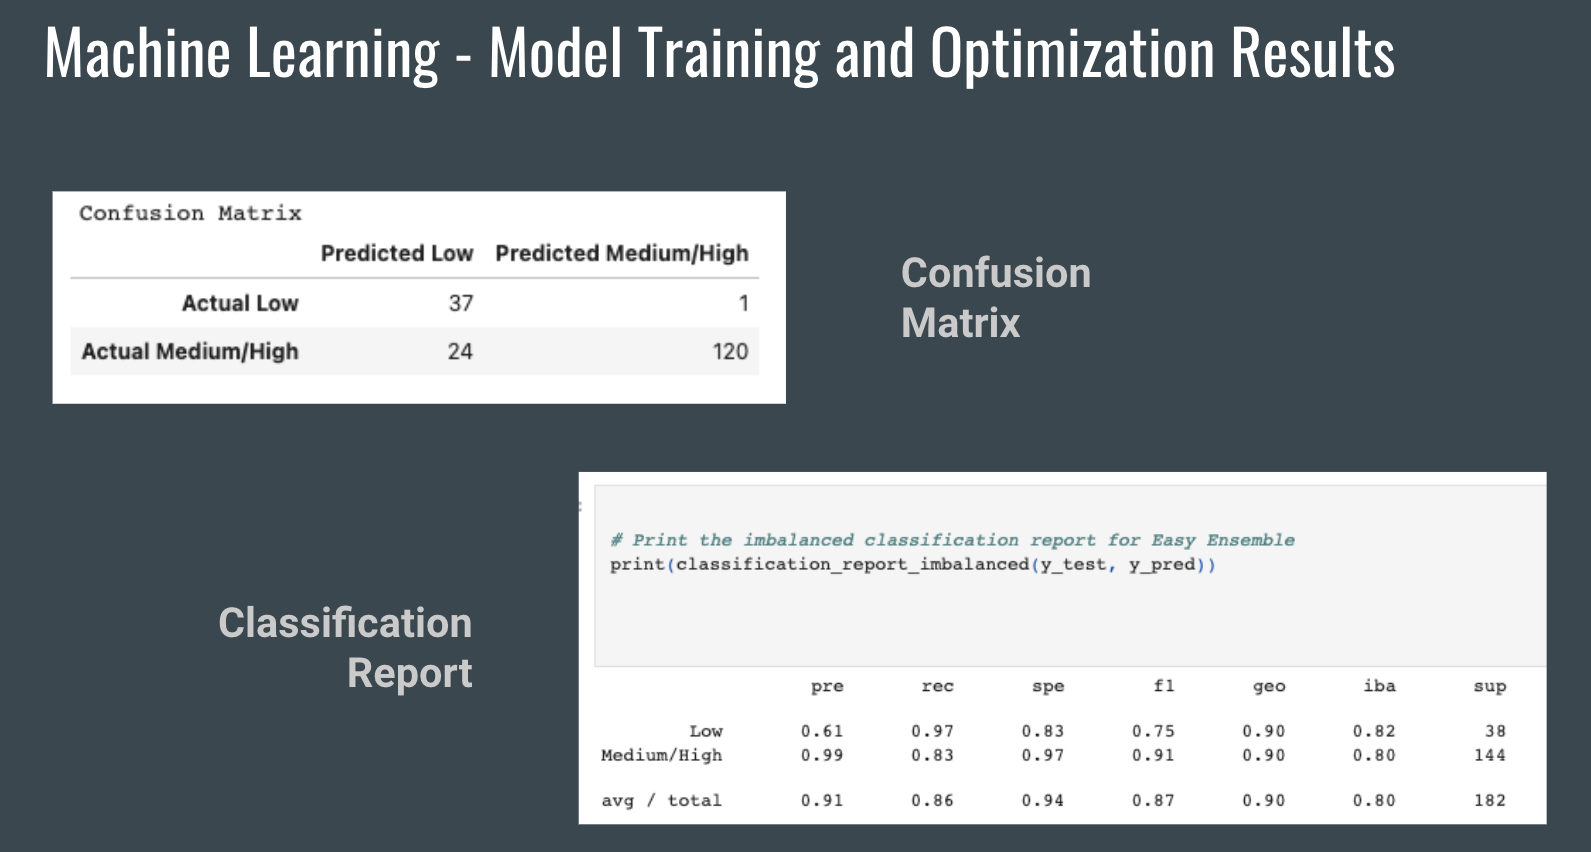 Machine Learning - Model Training and Optimization Results
Confusion Matrix
Predicted Low Predicted Medium/High
Actual Low 37 1
Actual Medium/High 24 120
Confusion
Matrix
Classification
Report
# Print the imbalanced classification report for Easy Ensemble
print(classification_report_imbalanced(y_test, y_pred))
pre rec spe f1 geo iba sup
Low 0.61 0.97 0.83 0.75 0.90 0.82 38
Medium/High 0.99 0.83 0.97 0.91 0.90 0.80 144
avg / total 0.91 0.86 0.94 0.87 0.90 0.80 182